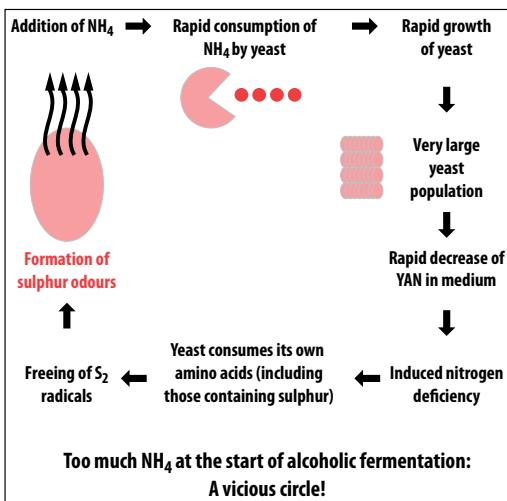 Addition of NH₄
Rapid consumption of
NH₄ by yeast
Rapid growth
of yeast
Very large
yeast
population
Rapid decrease of
YAN in medium
Induced nitrogen
deficiency
Yeast consumes its own
amino acids (including
those containing sulphur)
Freeing of S₂
radicals
Formation of
sulphur odours
Too much NH₄ at the start of alcoholic fermentation:
A vicious circle!